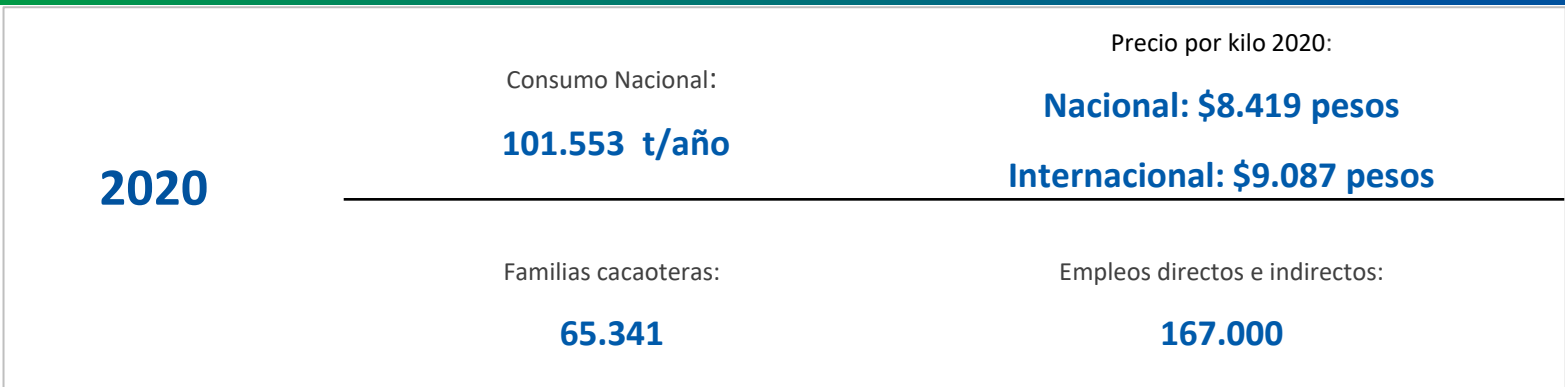 2020
Consumo Nacional:
101.553 t/año
Precio por kilo 2020:
Nacional: $8.419 pesos
Internacional: $9.087 pesos
Familias cacaoteras:
65.341
Empleos directos e indirectos:
167.000